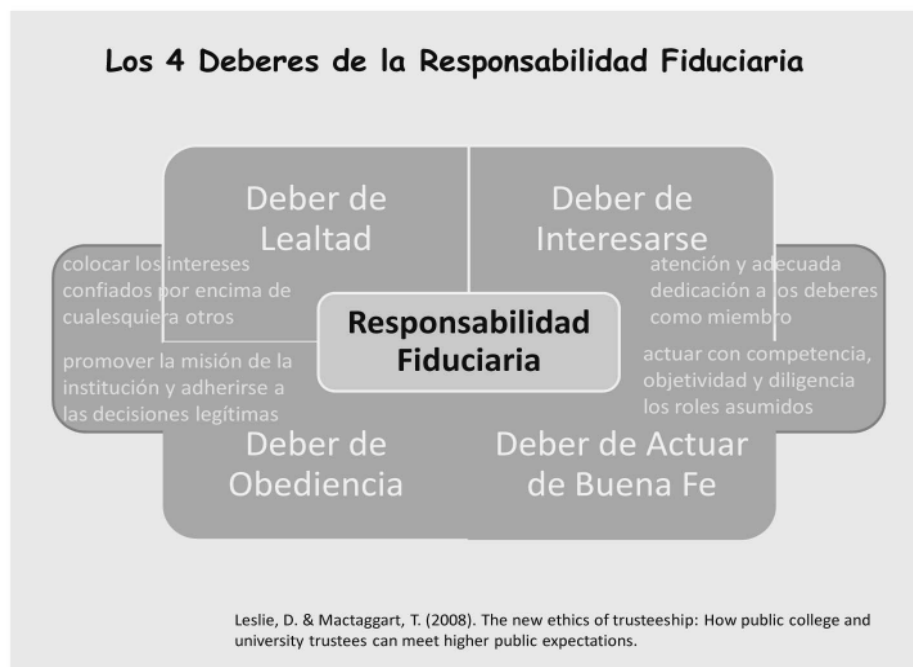 Los 4 Deberes de la Responsabilidad Fiduciaria
Deber de
Lealtad
Deber de
Interesarse
colocar los intereses
confiados por encima de
cualesquiera otros
atención y adecuada
dedicación a los deberes
como miembro
Responsabilidad
Fiduciaria
promover la misión de la
institución y adherirse a
las decisiones legítimas
actuar con competencia,
objetividad y diligencia
los roles asumidos
Deber de
Obediencia
Deber de Actuar
de Buena Fe
Leslie, D. & Mactaggart, T. (2008). The new ethics of trusteeship: How public college and
university trustees can meet higher public expectations.